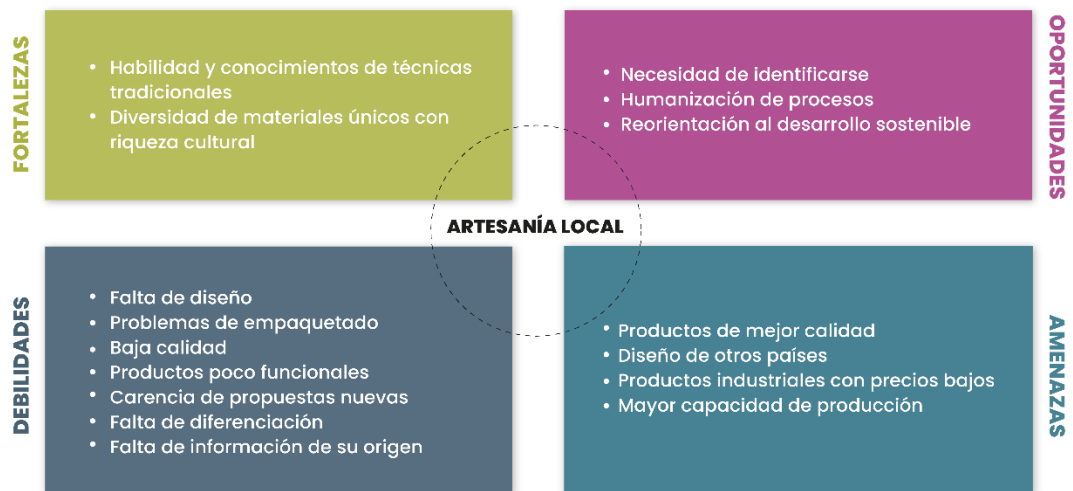 FORTALEZAS
• Habilidad y conocimientos de técnicas
tradicionales
• Diversidad de materiales únicos con
riqueza cultural
OPORTUNIDADES
• Necesidad de identificarse
• Humanización de procesos
• Reorientación al desarrollo sostenible
ARTESANÍA LOCAL
DEBILIDADES
• Falta de diseño
• Problemas de empaquetado
• Baja calidad
• Productos poco funcionales
• Carencia de propuestas nuevas
• Falta de diferenciación
• Falta de información de su origen
AMENAZAS
• Productos de mejor calidad
• Diseño de otros países
• Productos industriales con precios bajos
• Mayor capacidad de producción